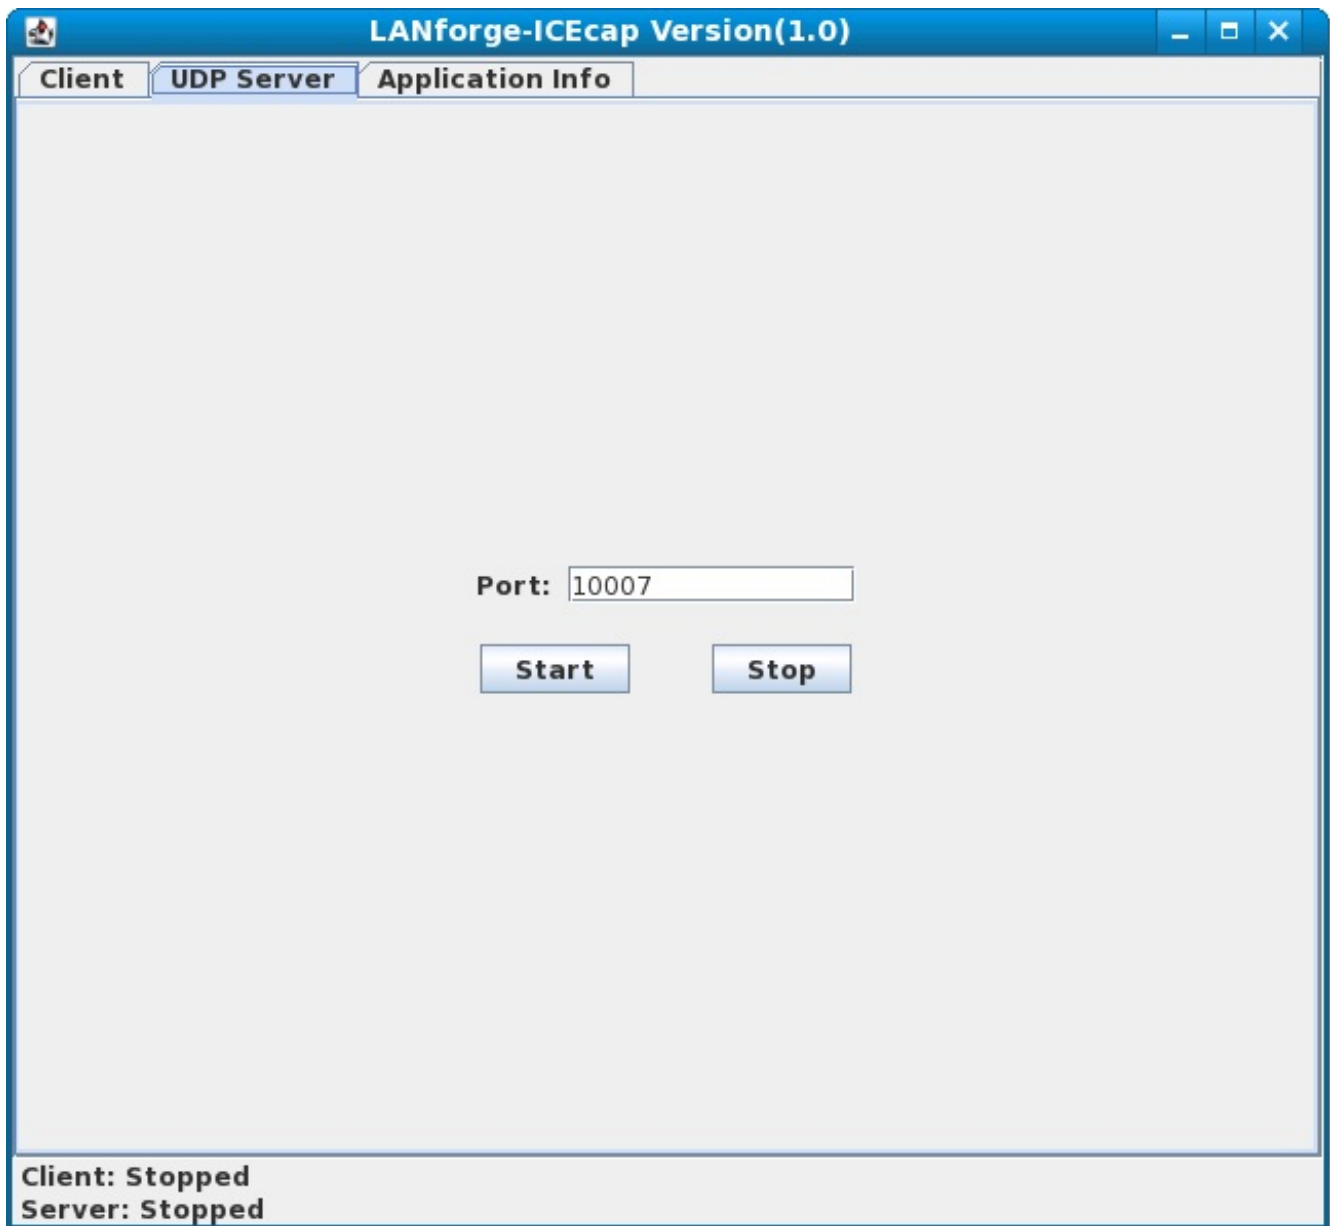 LANforge-ICEcap Version(1.0)
Client UDP Server Application Info
Port: 10007
Start Stop
Client: Stopped
Server: Stopped